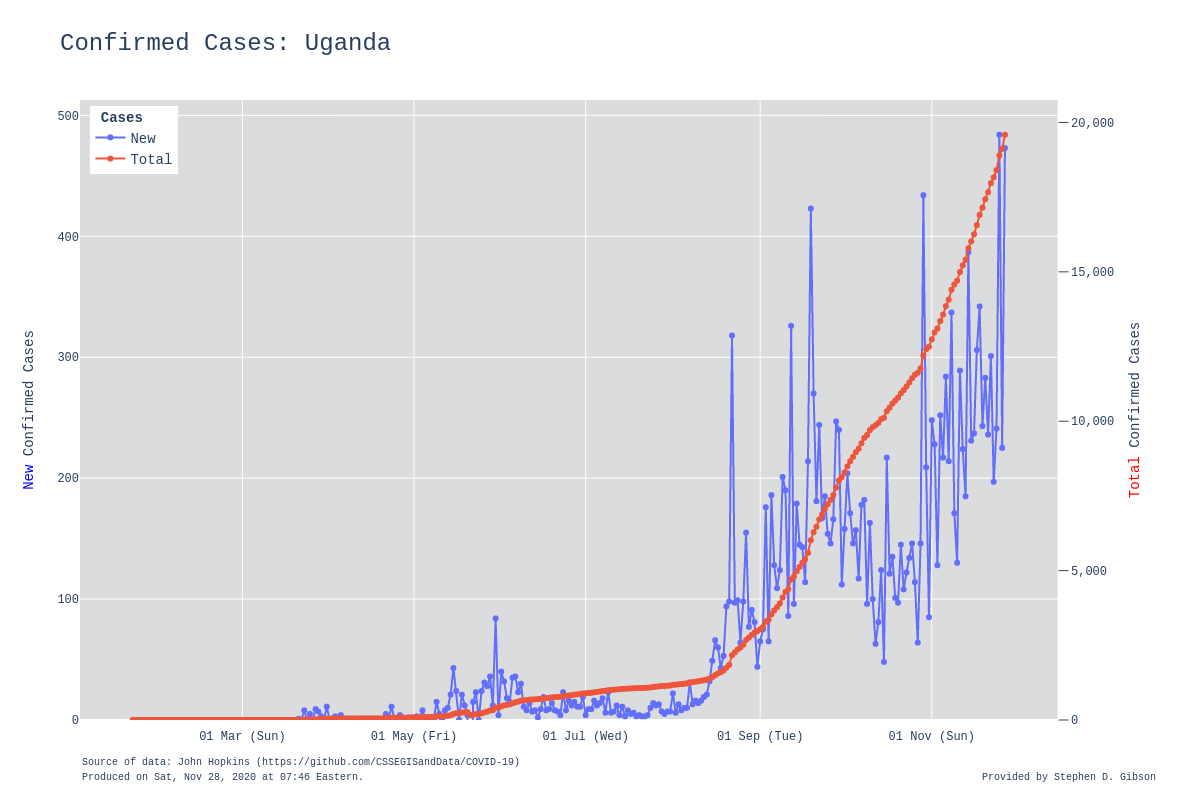 Confirmed Cases: Uganda
Cases
New
Total
500
400
300
200
100
0
20,000
15,000
10,000
5,000
0
New Confirmed Cases
Total Confirmed Cases
01 Mar (Sun)
01 May (Fri)
01 Jul (Wed)
01 Sep (Tue)
01 Nov (Sun)
Source of data: John Hopkins (https://github.com/CSSEGISandData/COVID-19)
Produced on Sat, Nov 28, 2020 at 07:46 Eastern.
Provided by Stephen D. Gibson